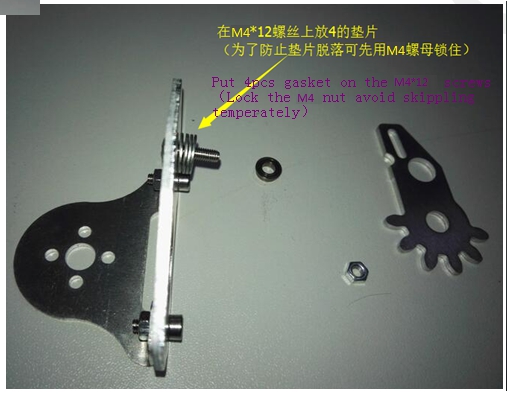 在M4*12螺丝上放4的垫片
（为了防止垫片脱落可先用M4螺母锁住）
Put 4pcs gasket on the M4*12
（Lock the M4 nut avoid skippling
temperately）